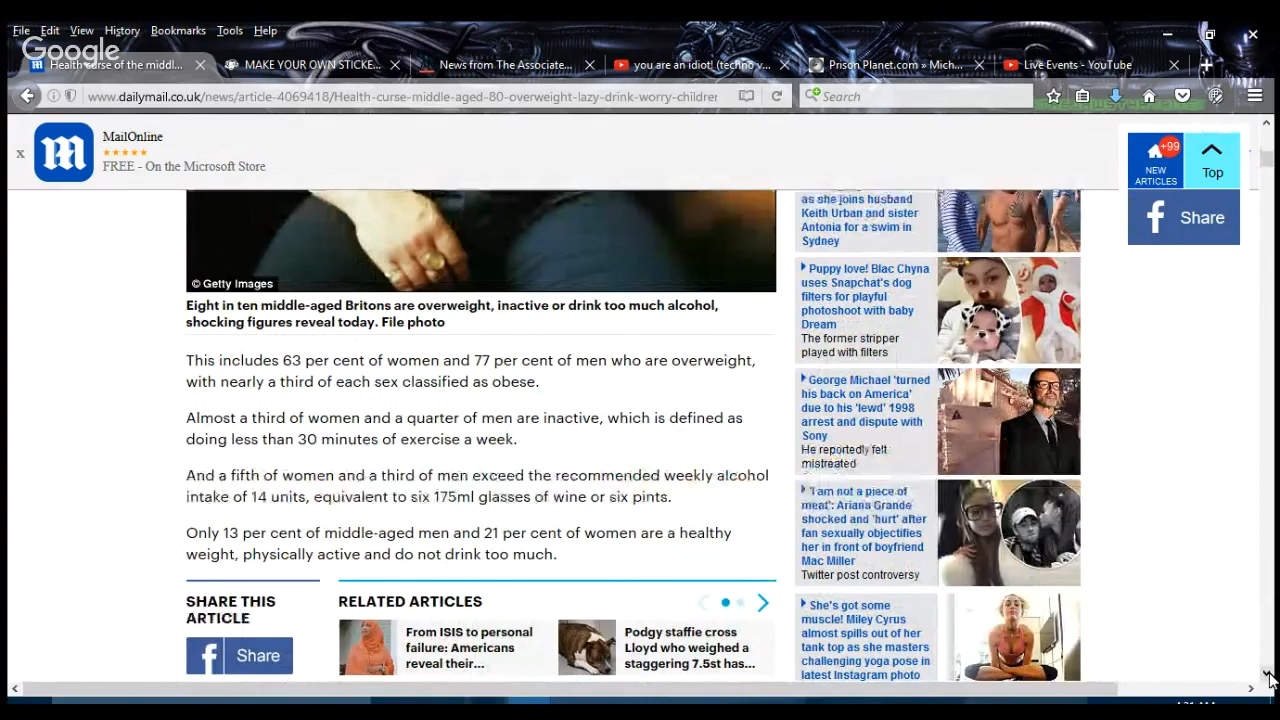 File Edit View History Bookmarks Tools Help
Google
Health curse of the middl...
MAKE YOUR OWN STICKE...
News from The Associate...
you are an idiot! (techno v...
Prison Planet.com » Mich...
Live Events - YouTube
www.dailymail.co.uk/news/article-4069418/Health-curse-middle-aged-80-overweight-lazy-drink-worry-children
Search
x
MailOnline
FREE - On the Microsoft Store
+99
NEW
ARTICLES
Top
Share
© Getty Images
Eight in ten middle-aged Britons are overweight, inactive or drink too much alcohol,
shocking figures reveal today. File photo
This includes 63 per cent of women and 77 per cent of men who are overweight,
with nearly a third of each sex classified as obese.
Almost a third of women and a quarter of men are inactive, which is defined as
doing less than 30 minutes of exercise a week.
And a fifth of women and a third of men exceed the recommended weekly alcohol
intake of 14 units, equivalent to six 175ml glasses of wine or six pints.
Only 13 per cent of middle-aged men and 21 per cent of women are a healthy
weight, physically active and do not drink too much.
SHARE THIS
ARTICLE
Share
RELATED ARTICLES
From ISIS to personal
failure: Americans
reveal their...
Podgy staffie cross
Lloyd who weighed a
staggering 7.5st has...
as she joins husband
Keith Urban and sister
Antonia for a swim in
Sydney
Puppy love! Blac Chyna
uses Snapchat's dog
filters for playful
photoshoot with baby
Dream
The former stripper
played with filters
George Michael 'turned
his back on America'
due to his 'lewd' 1998
arrest and dispute with
Sony
He reportedly felt
mistreated
'I am not a piece of
meat': Ariana Grande
shocked and 'hurt' after
fan sexually objectifies
her in front of boyfriend
Mac Miller
Twitter post controversy
She's got some
muscle! Miley Cyrus
almost spills out of her
tank top as she masters
challenging yoga pose in
latest Instagram photo